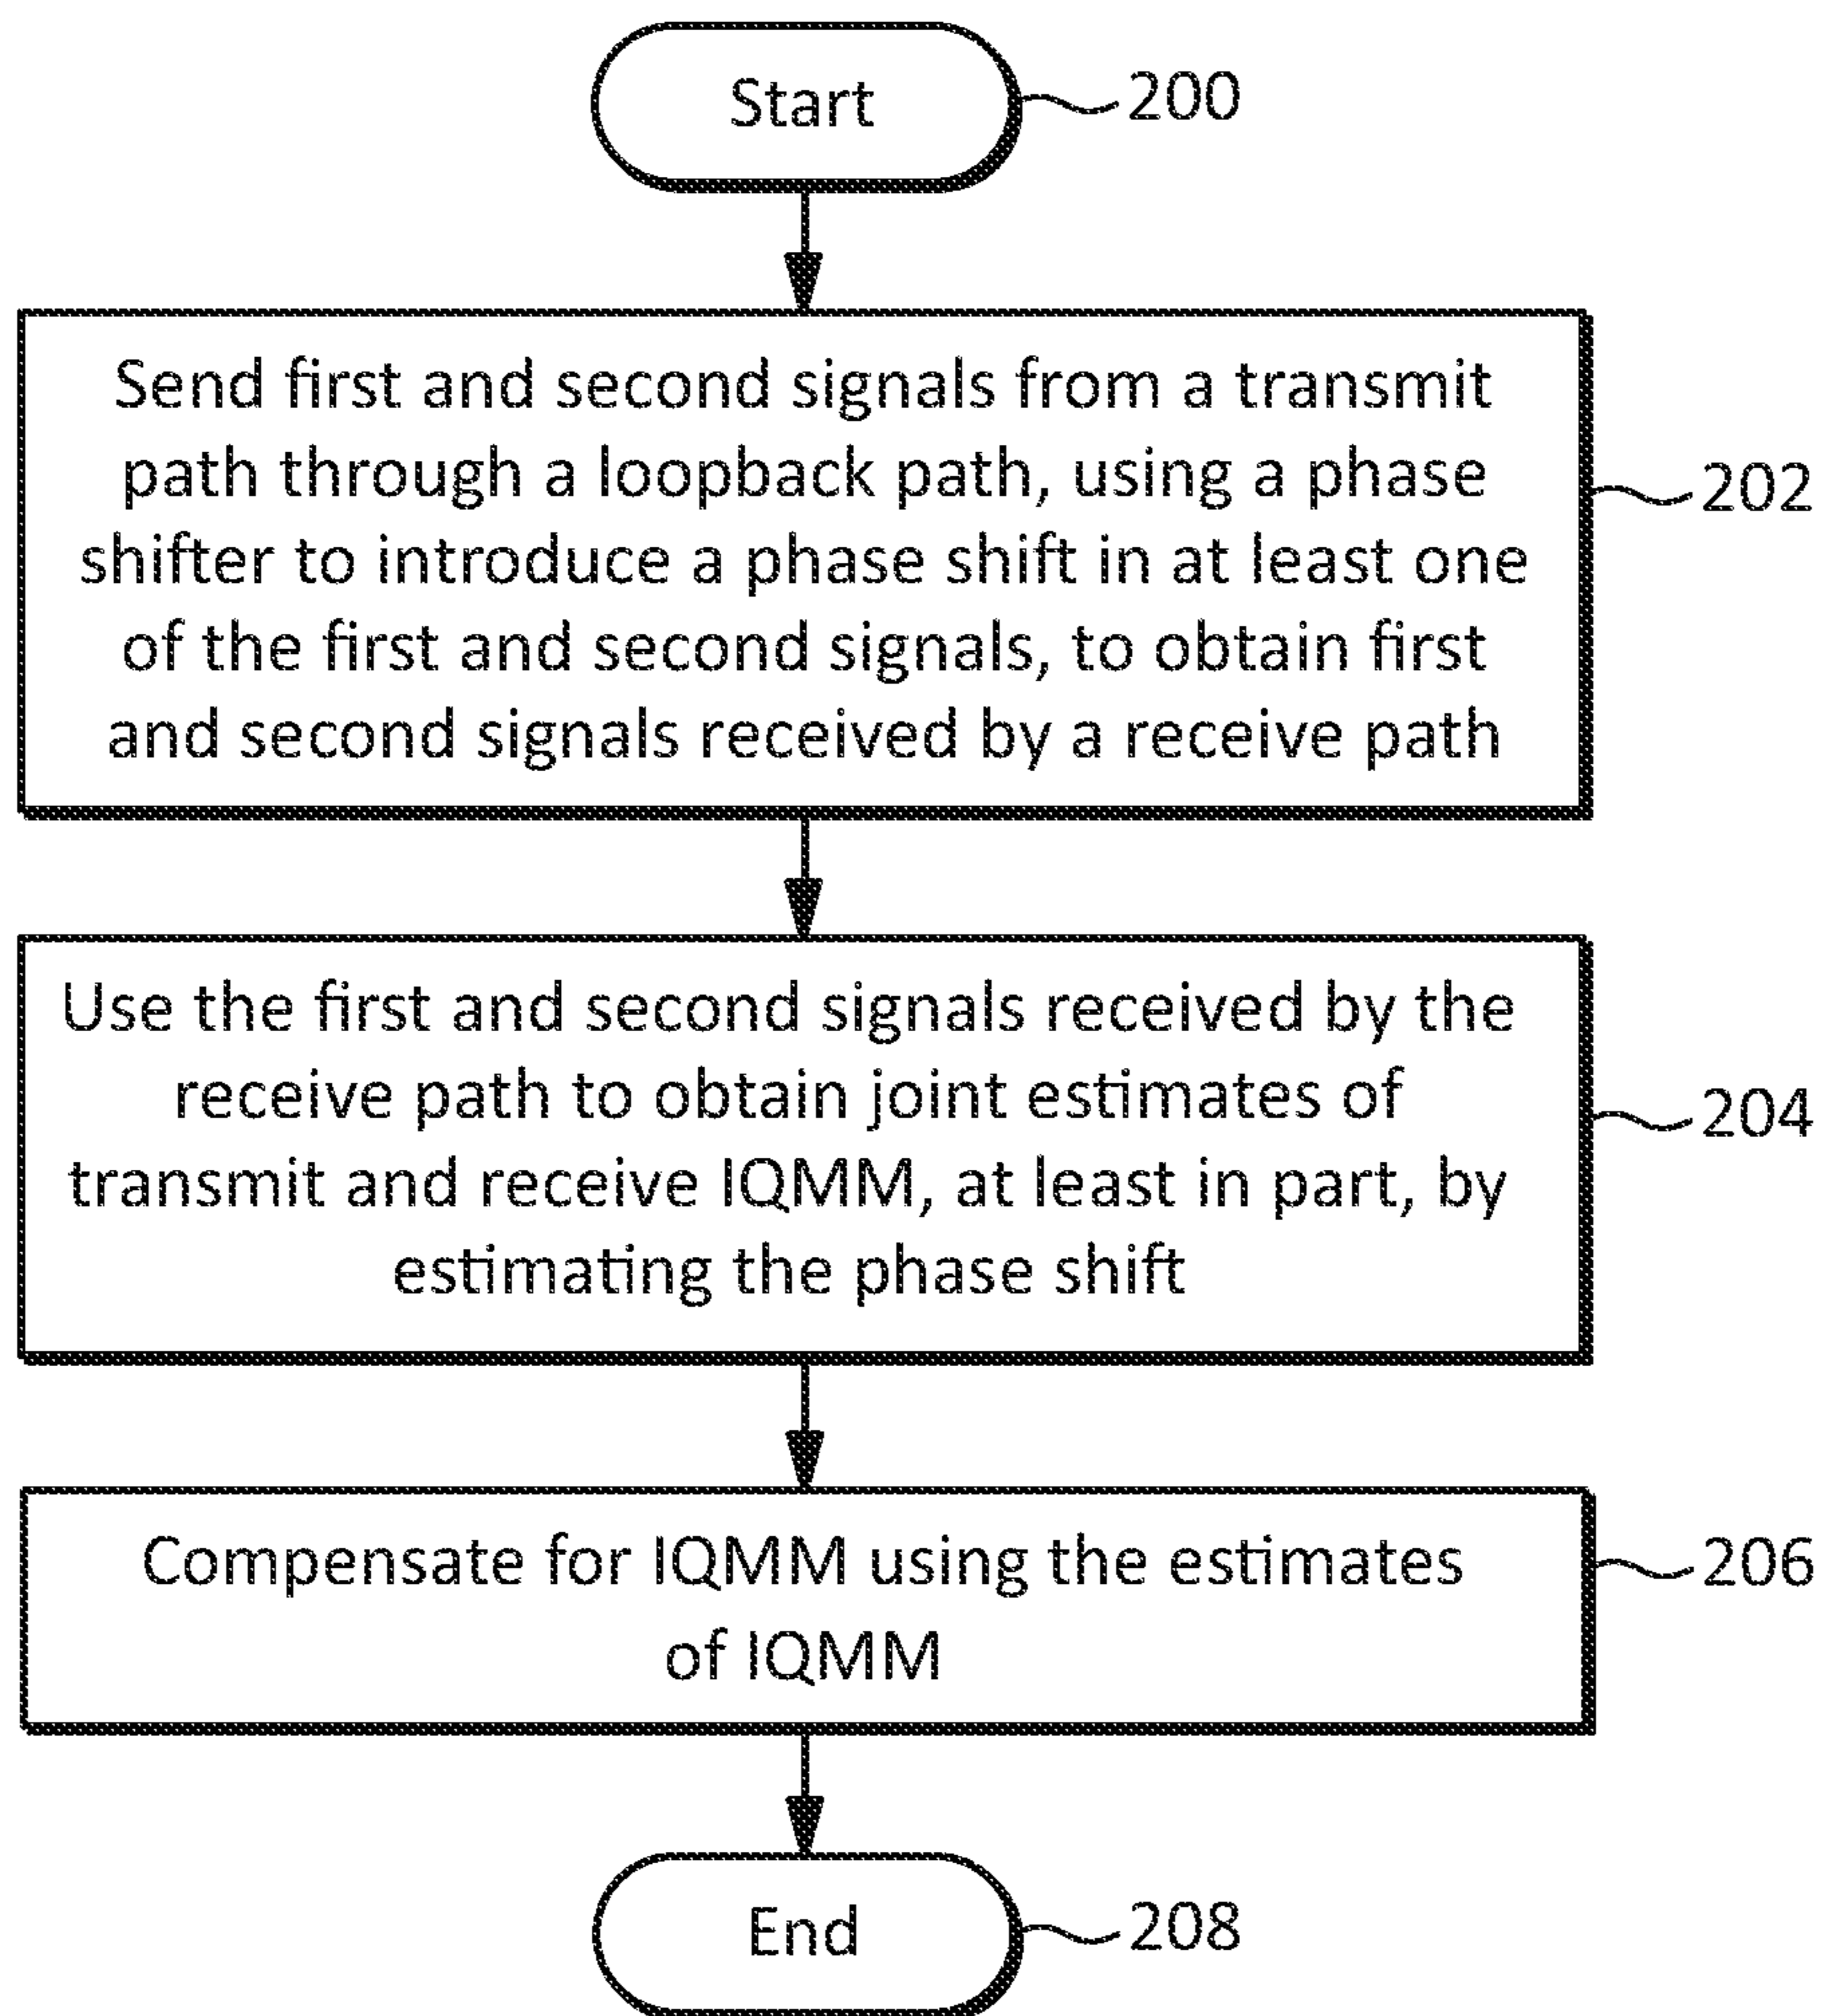 Start
200
Send first and second signals from a transmit
path through a loopback path, using a phase
shifter to introduce a phase shift in at least one
of the first and second signals, to obtain first
and second signals received by a receive path
202
Use the first and second signals received by the
receive path to obtain joint estimates of
transmit and receive IQMM, at least in part, by
estimating the phase shift
204
Compensate for IQMM using the estimates
of IQMM
206
End
208